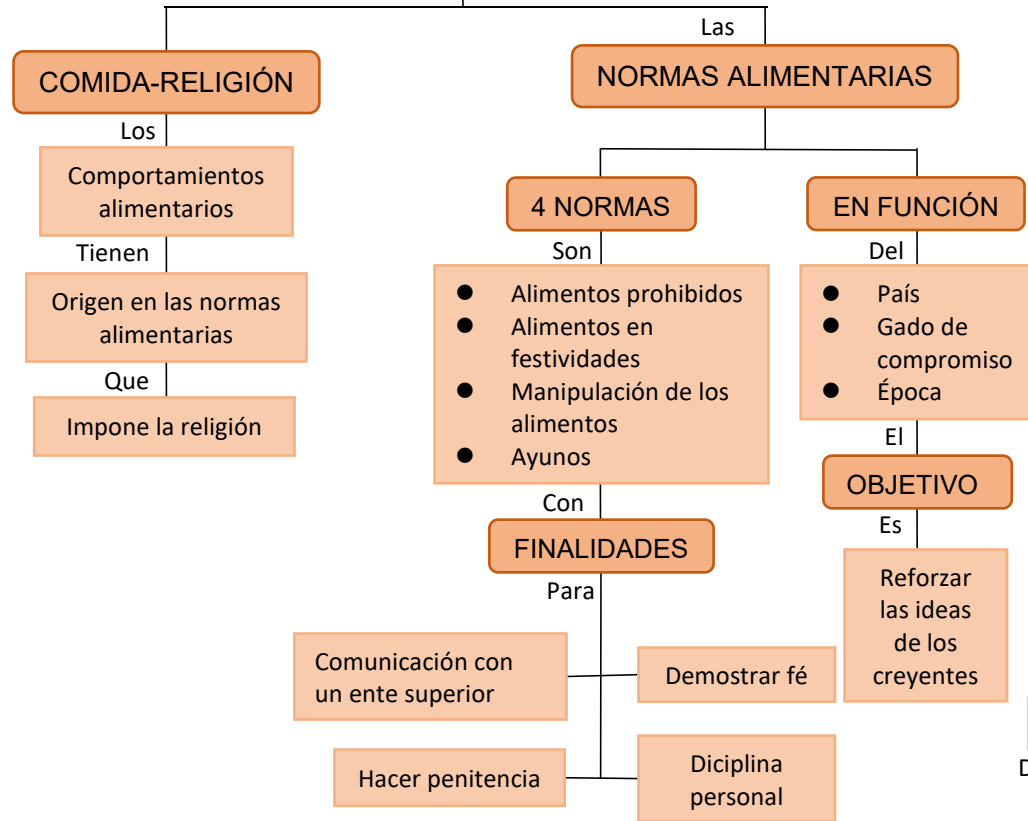 Las
COMIDA-RELIGIÓN
Los
Comportamientos
alimentarios
Tienen
Origen en las normas
alimentarias
Que
Impone la religión
NORMAS ALIMENTARIAS
4 NORMAS
Son
● Alimentos prohibidos
● Alimentos en
festividades
● Manipulación de los
alimentos
● Ayunos
Con
FINALIDADES
Para
Comunicación con
un ente superior
Demostrar fé
Hacer penitencia
Diciplina
personal
EN FUNCIÓN
Del
● País
● Gado de
compromiso
● Época
El
OBJETIVO
Es
Reforzar
las ideas
de los
creyentes
D